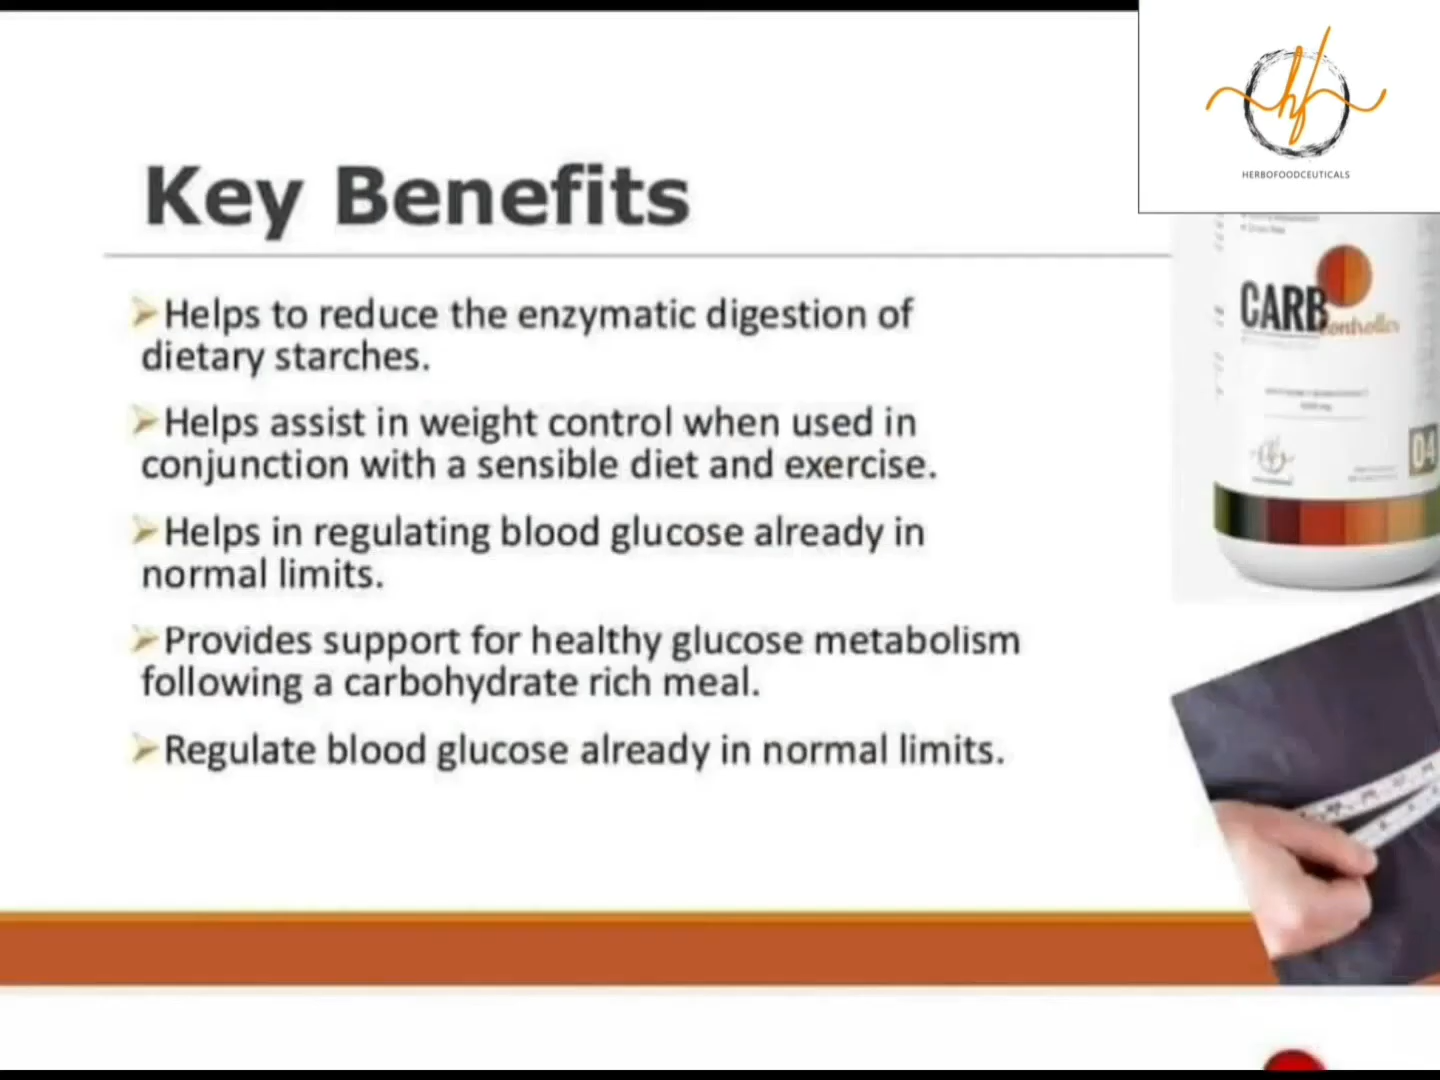 HERBOFOODCEUTICALS
Key Benefits
CARB
controller
04
➢Helps to reduce the enzymatic digestion of
dietary starches.
➢Helps assist in weight control when used in
conjunction with a sensible diet and exercise.
➢Helps in regulating blood glucose already in
normal limits.
➢Provides support for healthy glucose metabolism
following a carbohydrate rich meal.
➢Regulate blood glucose already in normal limits.